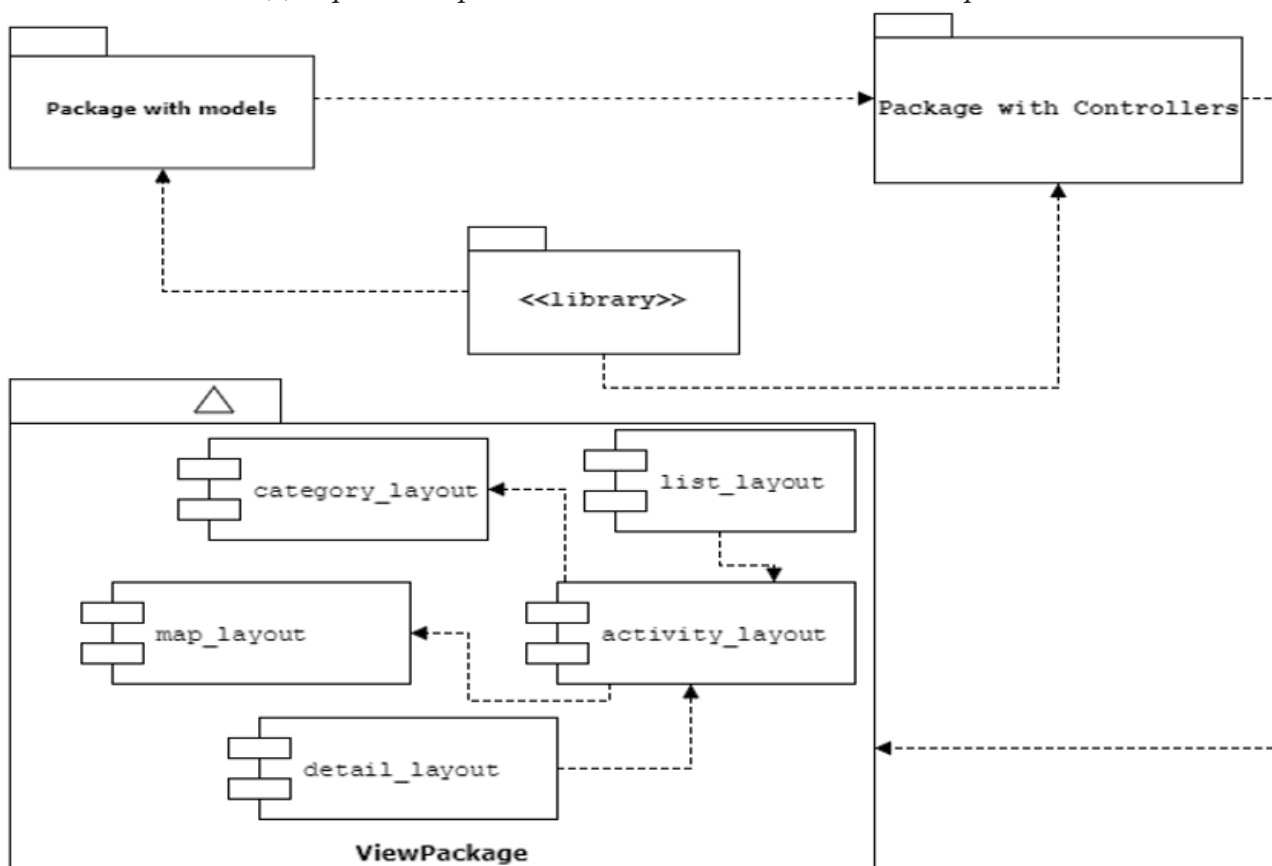 Package with models
Package with Controllers
<<library>>
category_layout
list_layout
map_layout
activity_layout
detail_layout
ViewPackage